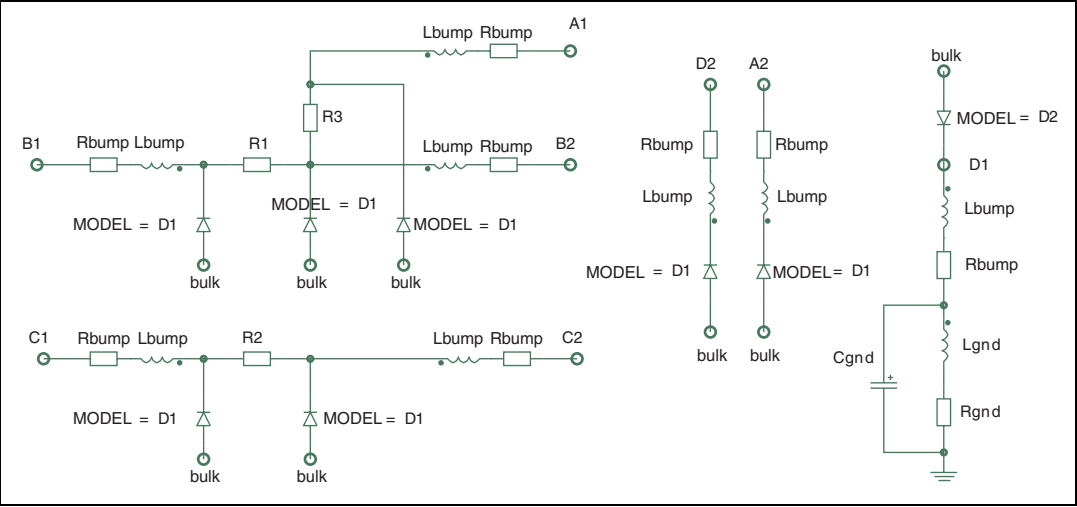 Lbump Rbump A1
R3
B1 Rbump Lbump R1 Lbump Rbump B2
MODEL = D1 MODEL = D1 MODEL = D1
bulk bulk bulk
C1 Rbump Lbump R2 Lbump Rbump C2
MODEL = D1 MODEL = D1
bulk bulk
D2 A2
Rbump Rbump
Lbump Lbump
MODEL = D1 MODEL = D1
bulk bulk
bulk
MODEL = D2
D1
Lbump
Rbump
Cgnd + Lgnd
Rgnd